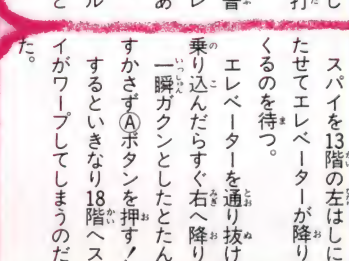 スパイを13階の左はしに
たせてエレベーターが降り
くるのを待つ。
エレベーターを通り抜け
乗り込んだらすぐ右へ降り
一瞬ガクンとしたとたん
すかさずⒶボタンを押す！
するといきなり18階へス
イがワープしてしまうのだ
た。